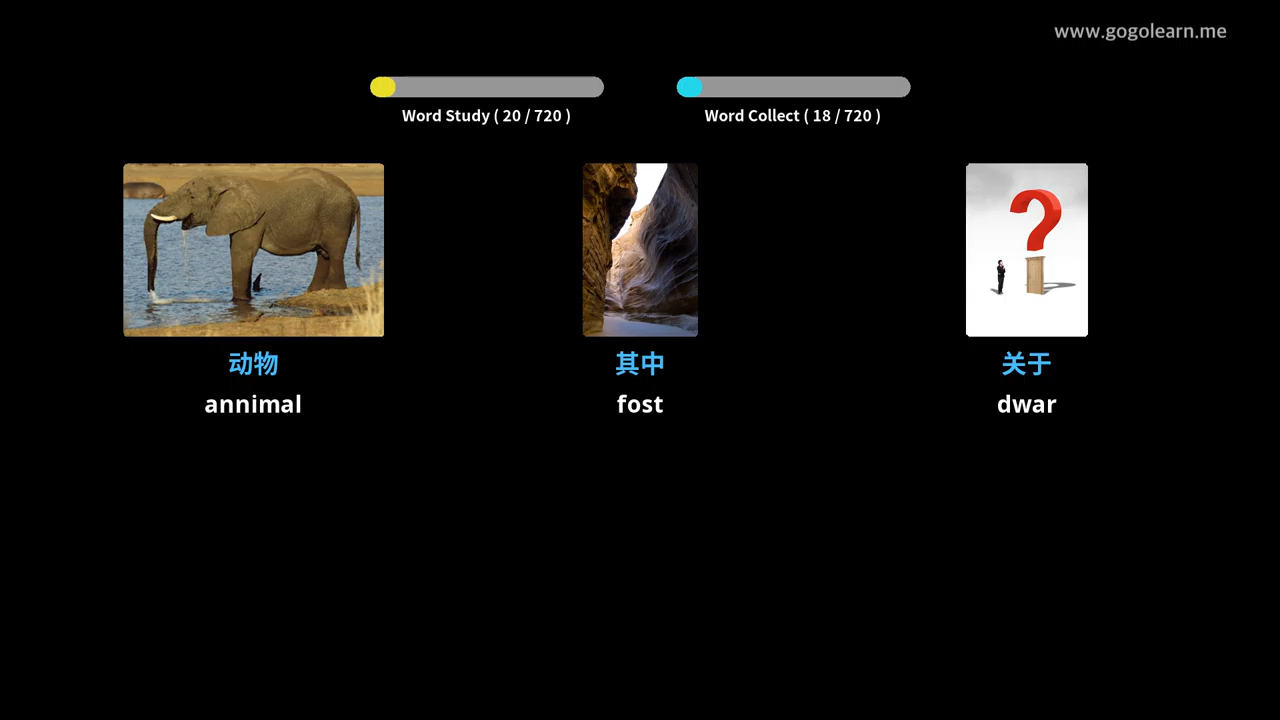 www.gogolearn.me
Word Study ( 20 / 720 )
Word Collect ( 18 / 720 )
动物
其中
关于
annimal
fost
dwar